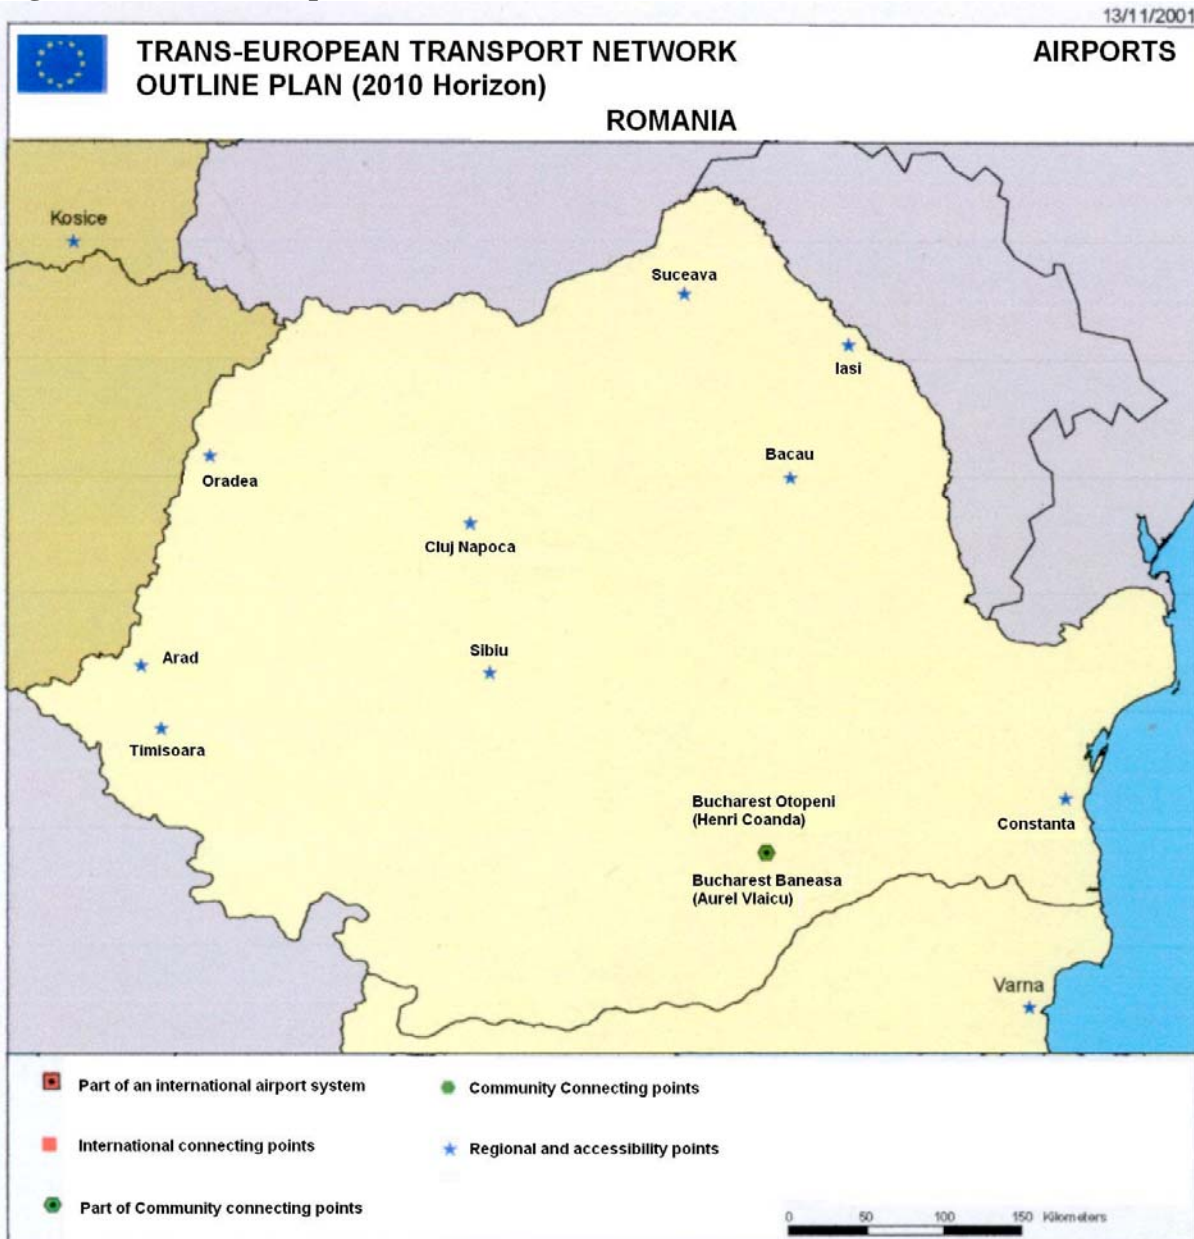 13/11/2001
TRANS-EUROPEAN TRANSPORT NETWORK
OUTLINE PLAN (2010 Horizon)
AIRPORTS
ROMANIA
Kosice
Suceava
Iasi
Oradea
Bacau
Cluj Napoca
Arad
Sibiu
Timisoara
Bucharest Otopeni
(Henri Coanda)
Constanta
Bucharest Baneasa
(Aurel Vlaicu)
Varna
Part of an international airport system
Community Connecting points
International connecting points
Regional and accessibility points
Part of Community connecting points
0 50 100 150 Kilometers